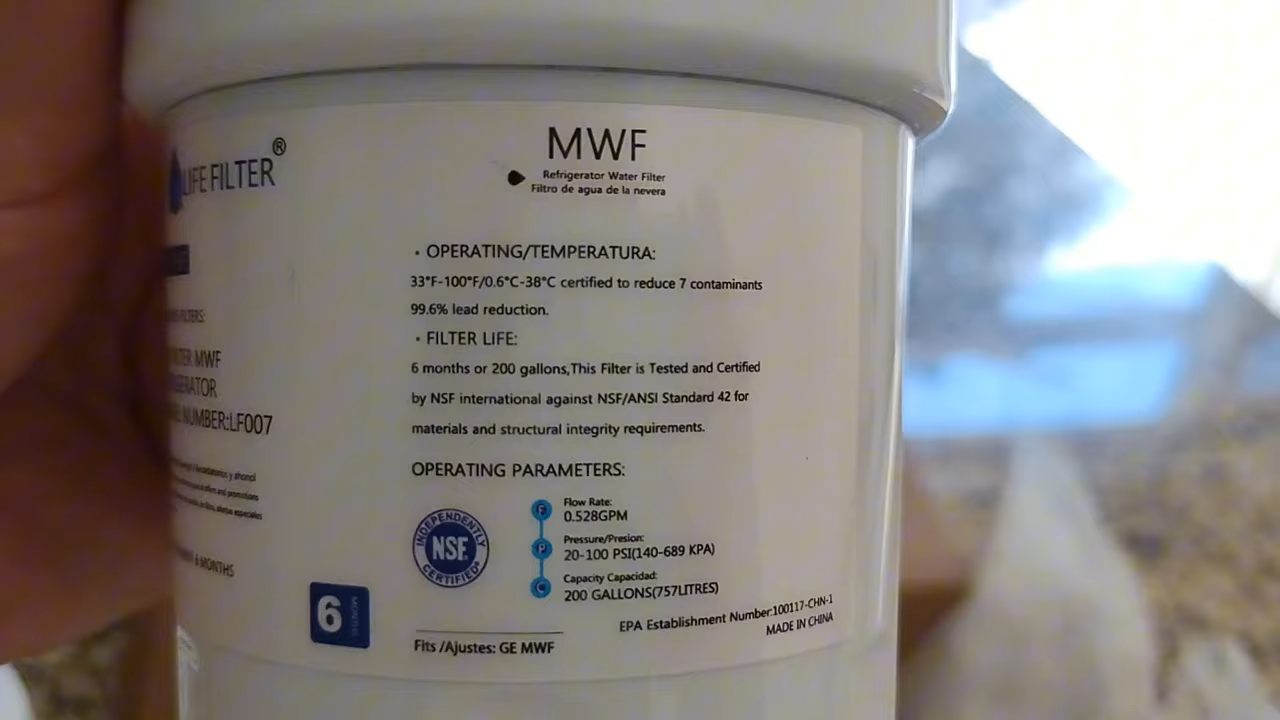 LIFE FILTER®
NUMBER:LF007
6 MONTHS
6 MONTHS
MWF
Refrigerator Water Filter
Filtro de agua de la nevera
• OPERATING/TEMPERATURA:
33°F-100°F/0.6°C-38°C certified to reduce 7 contaminants
99.6% lead reduction.
• FILTER LIFE:
6 months or 200 gallons,This Filter is Tested and Certified
by NSF international against NSF/ANSI Standard 42 for
materials and structural integrity requirements.
OPERATING PARAMETERS:
INDEPENDENTLY
NSF
CERTIFIED
F
Flow Rate:
0.528GPM
P
Pressure/Presion:
20-100 PSI(140-689 KPA)
C
Capacity Capacidad:
200 GALLONS(757LITRES)
EPA Establishment Number:100117-CHN-1
MADE IN CHINA
Fits /Ajustes: GE MWF